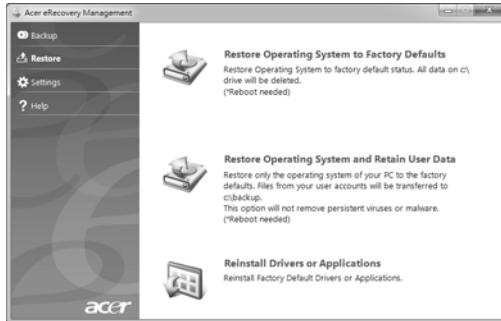 Acer eRecovery Management
Backup
Restore
Settings
? Help
Restore Operating System to Factory Defaults
Restore Operating System to factory default status. All data on c:\
drive will be deleted.
(*Reboot needed)
Restore Operating System and Retain User Data
Restore only the operating system of your PC to the factory
defaults. Files from your user accounts will be transferred to
c:\backup.
This option will not remove persistent viruses or malware.
(*Reboot needed)
Reinstall Drivers or Applications
Reinstall Factory Default Drivers or Applications.
acer